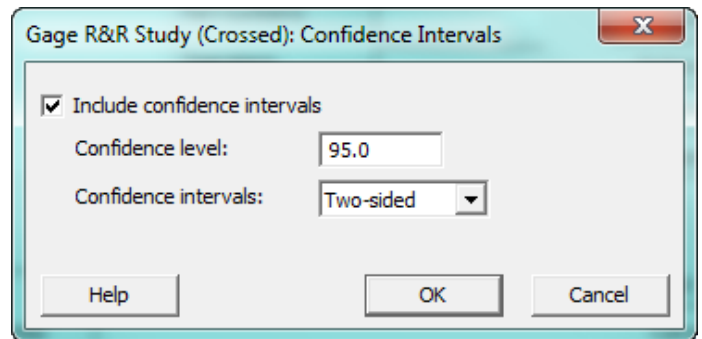 Gage R&R Study (Crossed): Confidence Intervals
Include confidence intervals
Confidence level: 95.0
Confidence intervals: Two-sided
Help OK Cancel